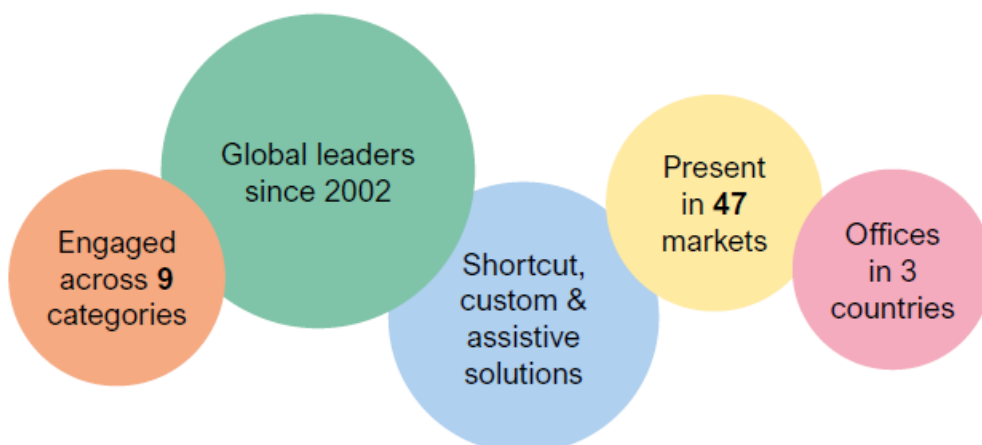 Engaged
across 9
categories
Global leaders
since 2002
Shortcut,
custom &
assistive
solutions
Present
in 47
markets
Offices
in 3
countries